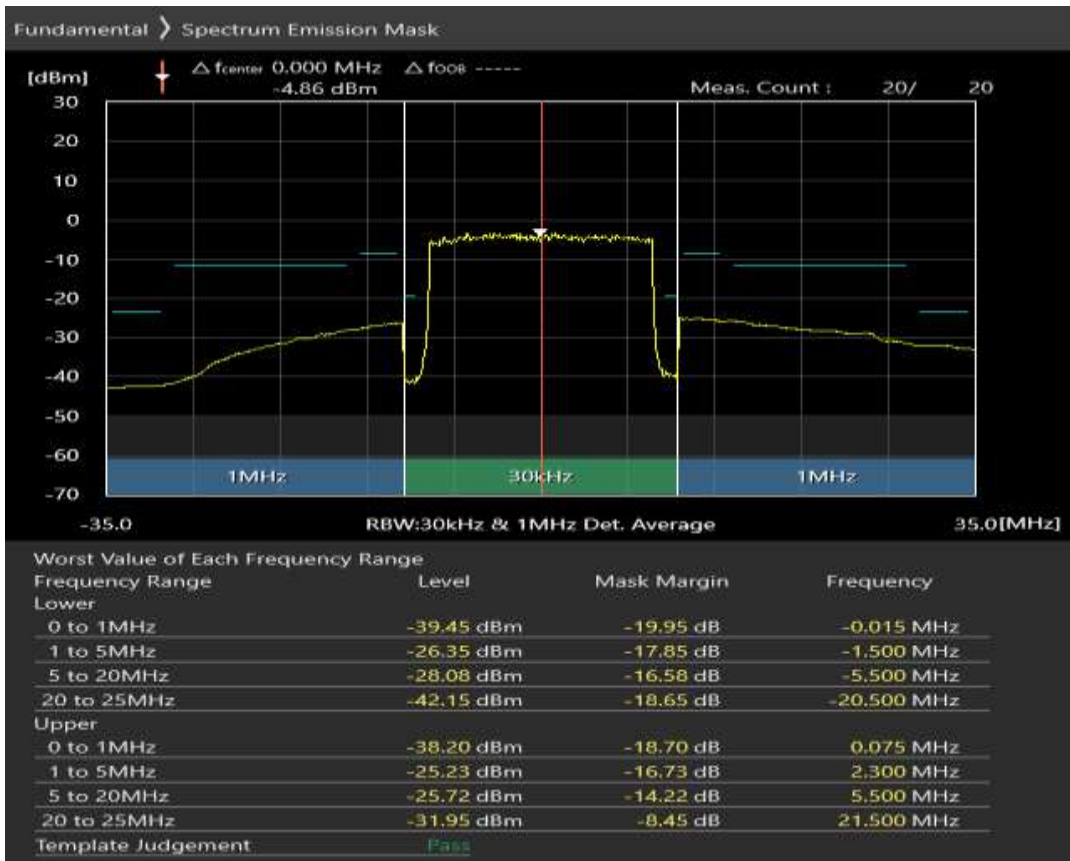 Fundamental 〉 Spectrum Emission Mask
[dBm] △ fcenter 0.000 MHz △ fOOB -----
-4.86 dBm Meas. Count : 20/ 20
30
20
10
0
-10
-20
-30
-40
-50
-60
-70
1MHz 30kHz 1MHz
-35.0 RBW:30kHz & 1MHz Det. Average 35.0[MHz]
Worst Value of Each Frequency Range
Frequency Range Level Mask Margin Frequency
Lower
0 to 1MHz -39.45 dBm -19.95 dB -0.015 MHz
1 to 5MHz -26.35 dBm -17.85 dB -1.500 MHz
5 to 20MHz -28.08 dBm -16.58 dB -5.500 MHz
20 to 25MHz -42.15 dBm -18.65 dB -20.500 MHz
Upper
0 to 1MHz -38.20 dBm -18.70 dB 0.075 MHz
1 to 5MHz -25.23 dBm -16.73 dB 2.300 MHz
5 to 20MHz -25.72 dBm -14.22 dB 5.500 MHz
20 to 25MHz -31.95 dBm -8.45 dB 21.500 MHz
Template Judgement Pass